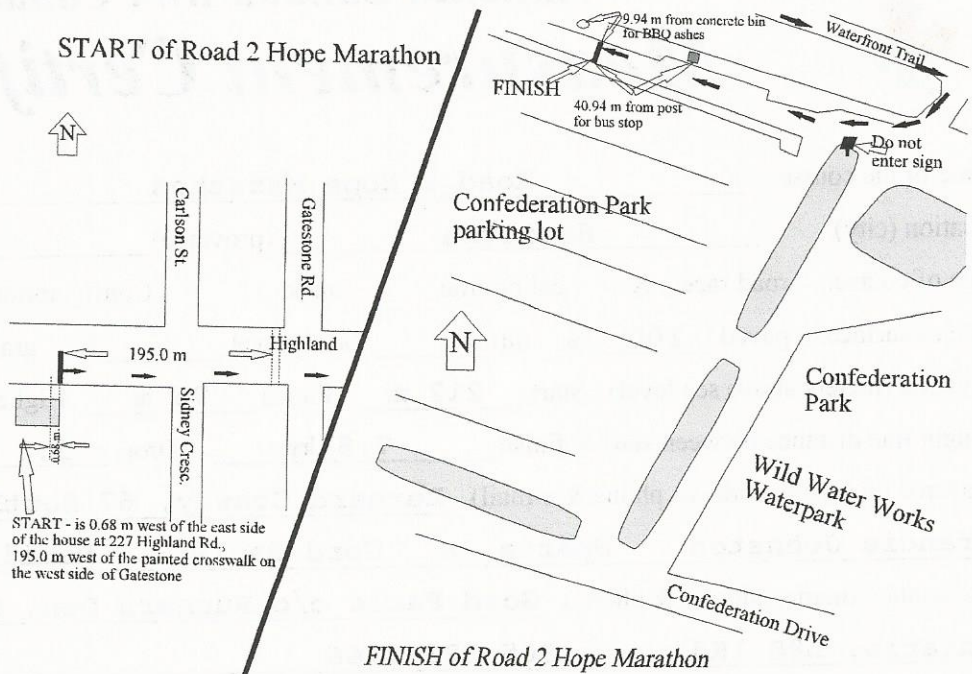 START of Road 2 Hope Marathon
N
Carlson St.
Gatestone Rd.
Highland
195.0 m
Sidney Cresc.
0.68 m
START - is 0.68 m west of the east side
of the house at 227 Highland Rd.,
195.0 m west of the painted crosswalk on
the west side of Gatestone
9.94 m from concrete bin
for BBQ ashes
Waterfront Trail
FINISH
40.94 m from post
for bus stop
Do not
enter sign
Confederation Park
parking lot
N
Confederation
Park
Wild Water Works
Waterpark
Confederation Drive
FINISH of Road 2 Hope Marathon